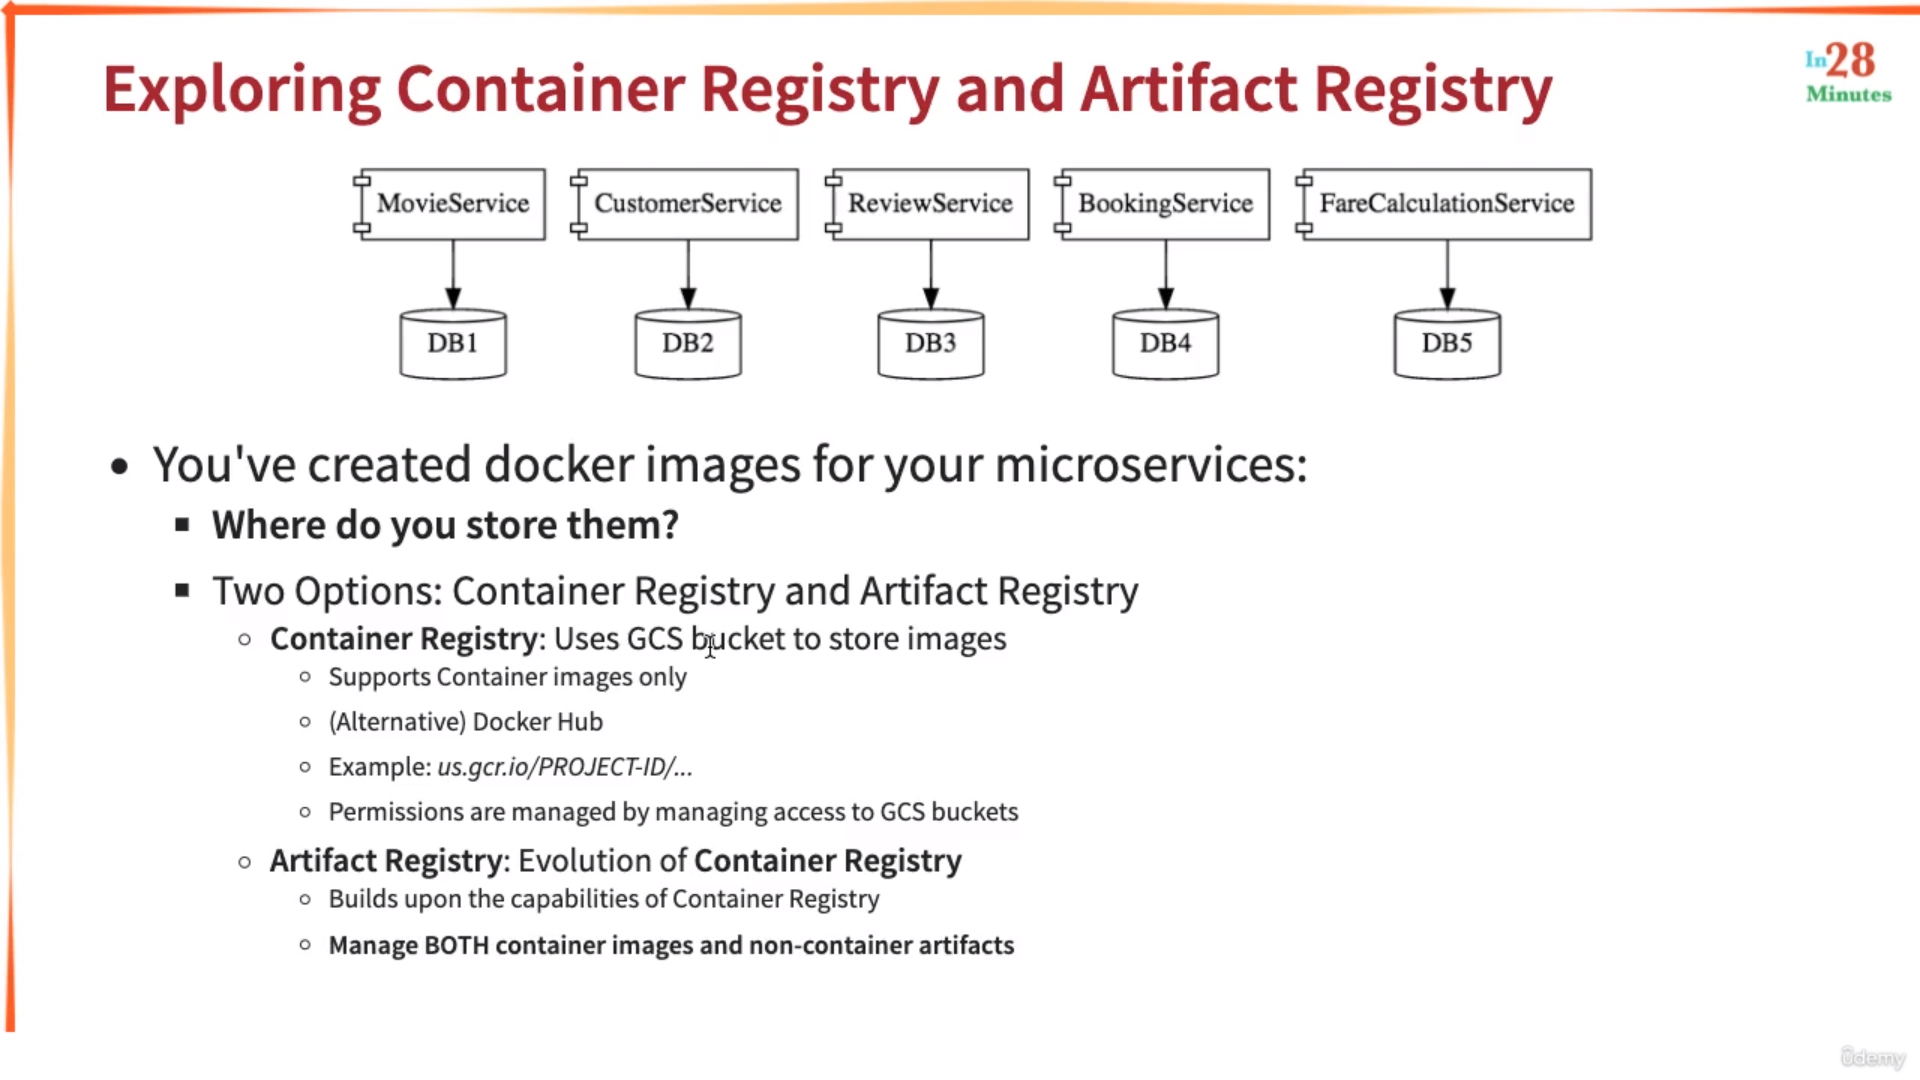 Exploring Container Registry and Artifact Registry
In28
Minutes
MovieService
CustomerService
ReviewService
BookingService
FareCalculationService
DB1
DB2
DB3
DB4
DB5
You've created docker images for your microservices:
Where do you store them?
Two Options: Container Registry and Artifact Registry
Container Registry: Uses GCS bucket to store images
Supports Container images only
(Alternative) Docker Hub
Example: us.gcr.io/PROJECT-ID/...
Permissions are managed by managing access to GCS buckets
Artifact Registry: Evolution of Container Registry
Builds upon the capabilities of Container Registry
Manage BOTH container images and non-container artifacts
ûdemy